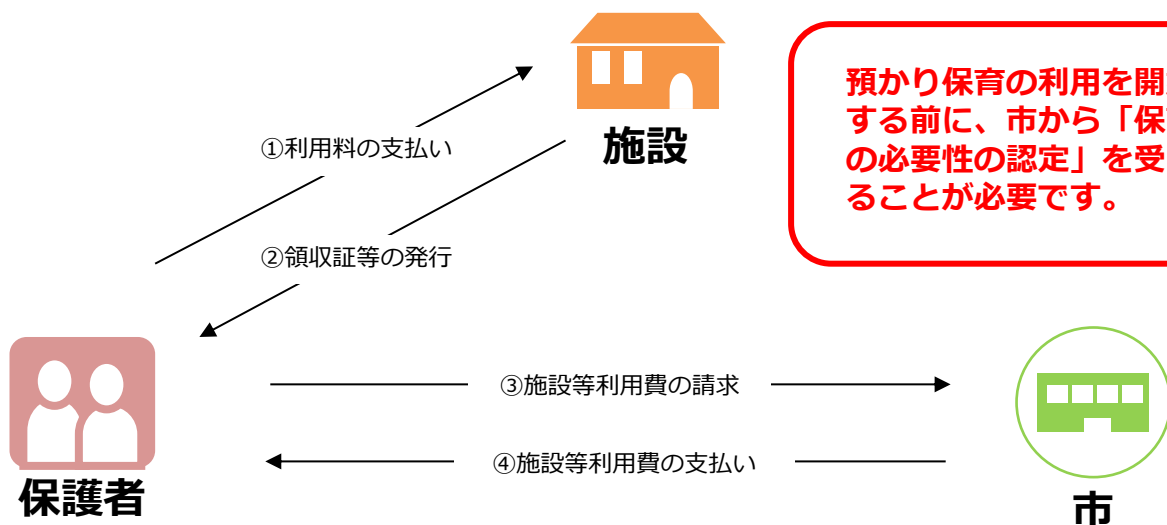 預かり保育の利用を開
する前に、市から「保
の必要性の認定」を受
ることが必要です。
施設
①利用料の支払い
②領収証等の発行
③施設等利用費の請求
④施設等利用費の支払い
保護者
市